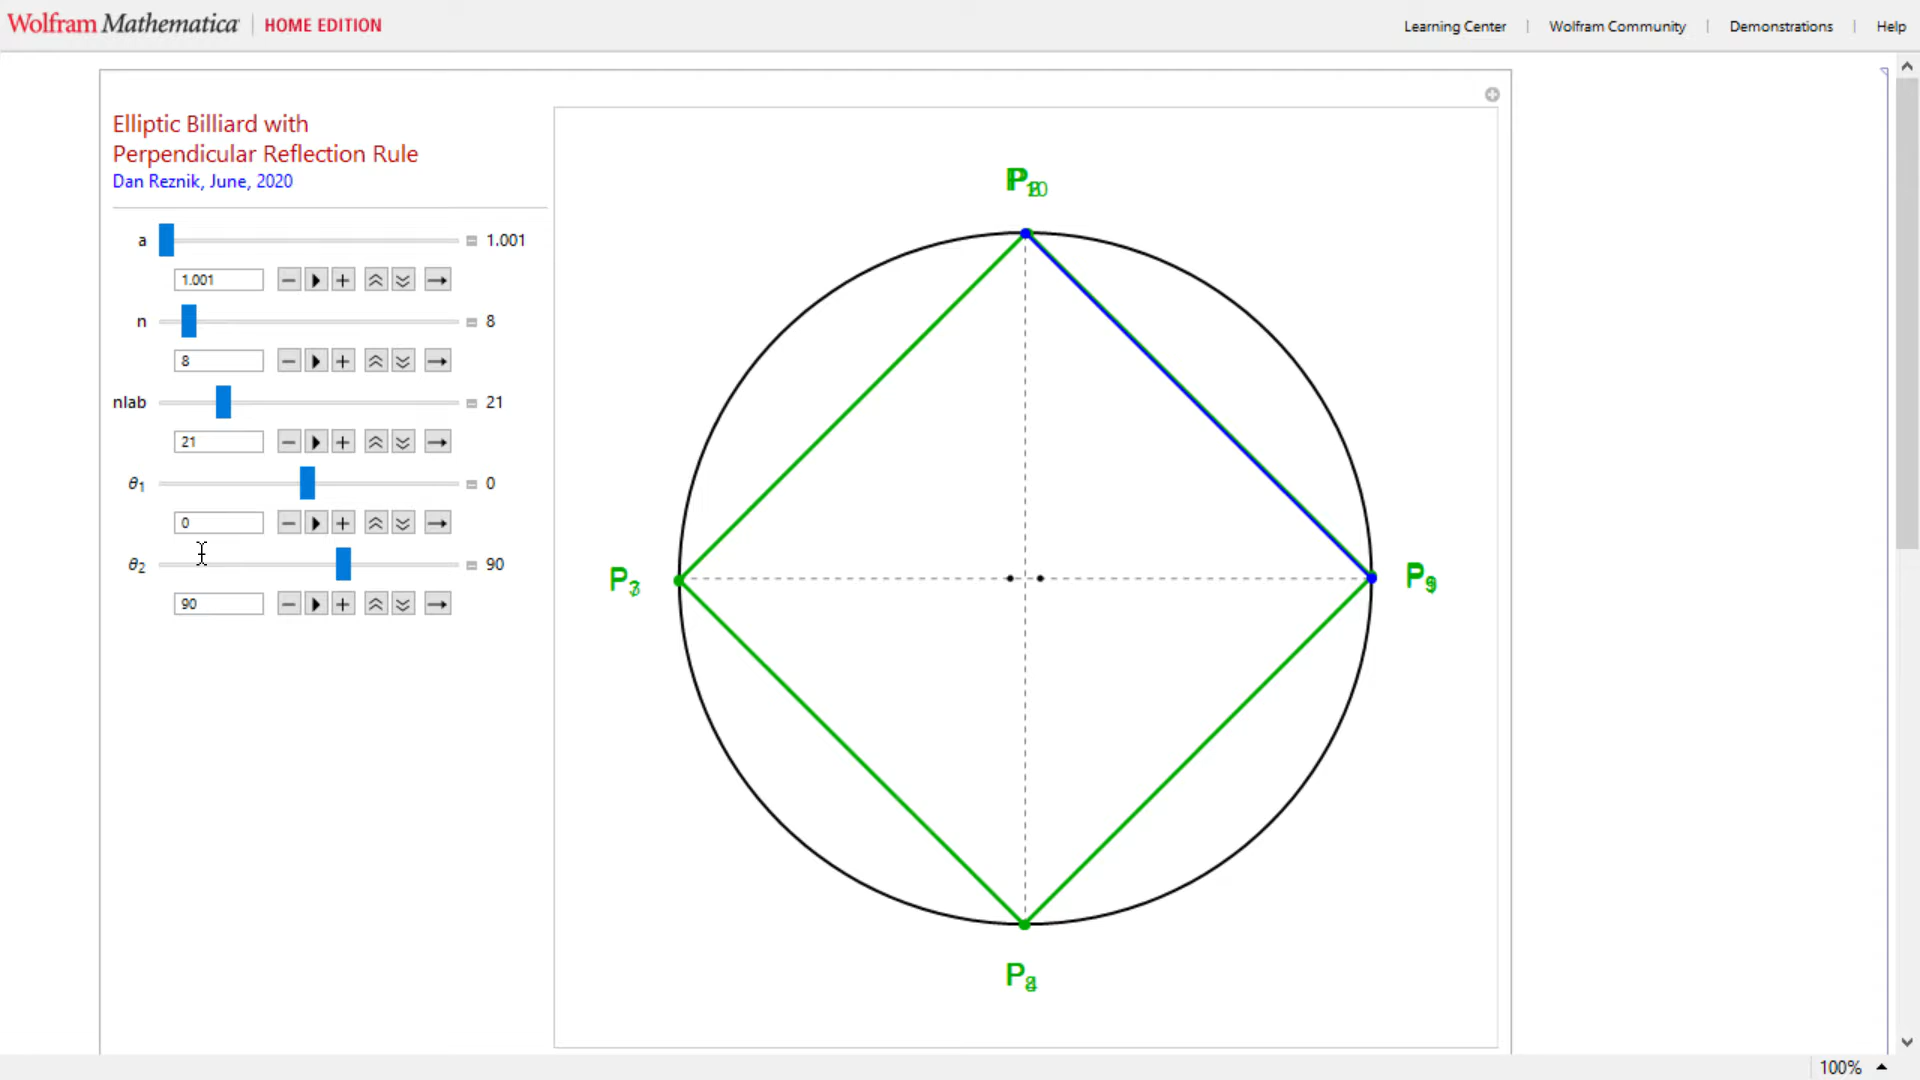 Wolfram Mathematica | HOME EDITION
Learning Center | Wolfram Community | Demonstrations | Help
Elliptic Billiard with
Perpendicular Reflection Rule
Dan Reznik, June, 2020
a 1.001
1.001
n 8
8
nlab 21
21
θ1 0
0
θ2 90
90
100%